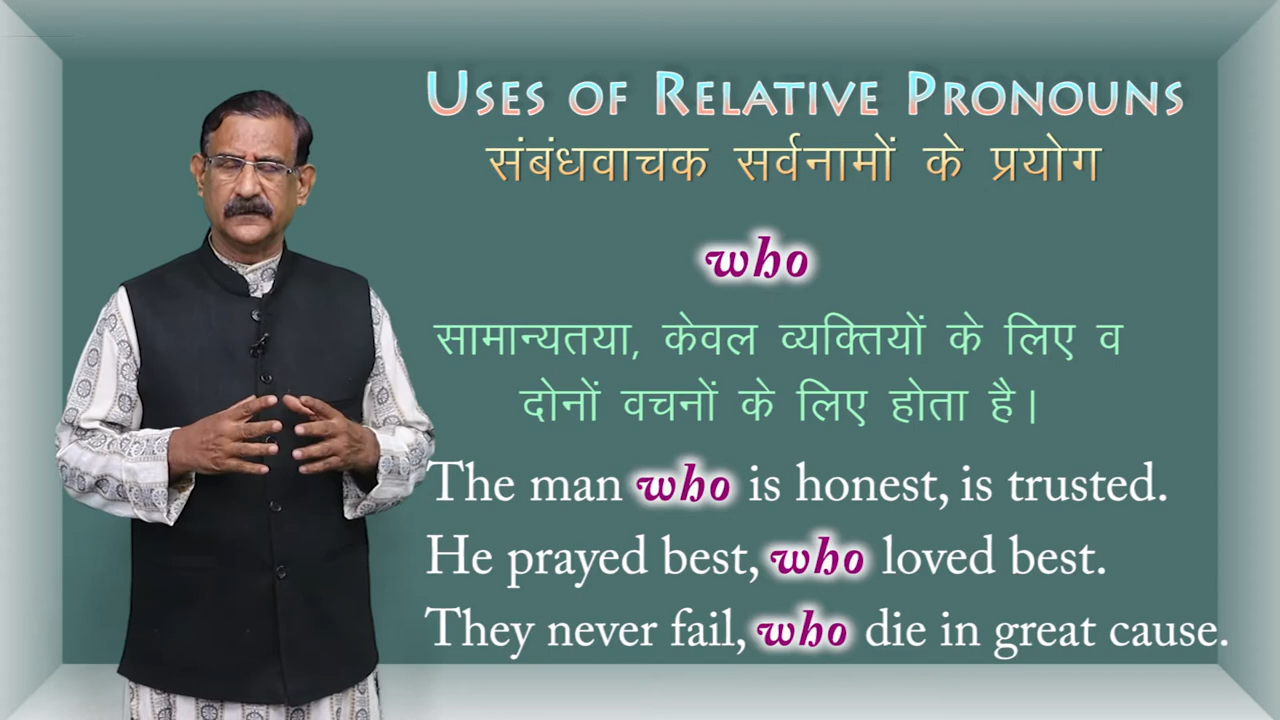 USES OF RELATIVE PRONOUNS
संबंधवाचक सर्वनामों के प्रयोग
who
सामान्यतया, केवल व्यक्तियों के लिए व
दोनों वचनों के लिए होता है।
The man who is honest, is trusted.
He prayed best, who loved best.
They never fail, who die in great cause.